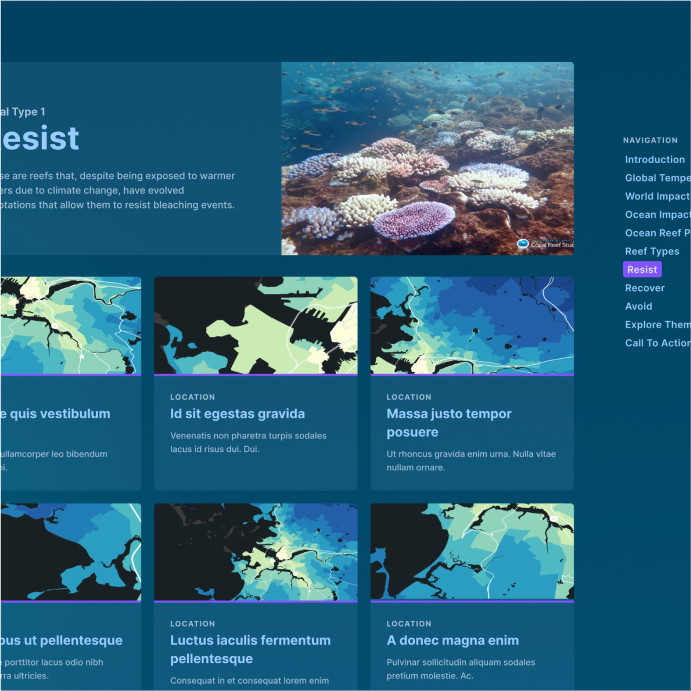 al Type 1
esist
se are reefs that, despite being exposed to warmer
ers due to climate change, have evolved
ptations that allow them to resist bleaching events.
Coral Reef Stud
NAVIGATION
Introduction
Global Tempe
World Impact
Ocean Impact
Ocean Reef P
Reef Types
Resist
Recover
Avoid
Explore Them
Call To Action
e quis vestibulum
ullamcorper leo bibendum
ni.
LOCATION
Id sit egestas gravida
Venenatis non pharetra turpis sodales
lacus id risus dui. Dui.
LOCATION
Massa justo tempor
posuere
Ut rhoncus gravida enim urna. Nulla vitae
nullam ornare.
ous ut pellentesque
e porttitor lacus odio nibh
rra ultricies.
LOCATION
Luctus iaculis fermentum
pellentesque
Consequat in et consequat lorem enim
LOCATION
A donec magna enim
Pulvinar sollicitudin aliquam sodales
pretium molestie. Ac.